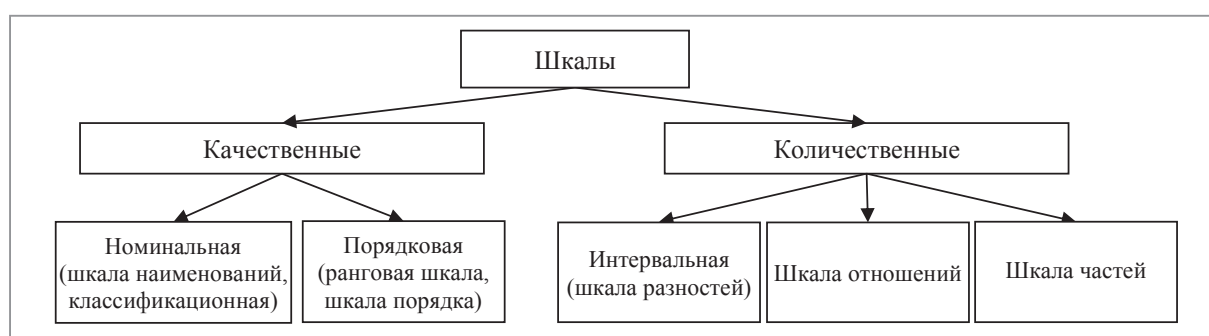 Шкалы
Качественные
Количественные
Номинальная
(шкала наименований,
классификационная)
Порядковая
(ранговая шкала,
шкала порядка)
Интервальная
(шкала разностей)
Шкала отношений
Шкала частей